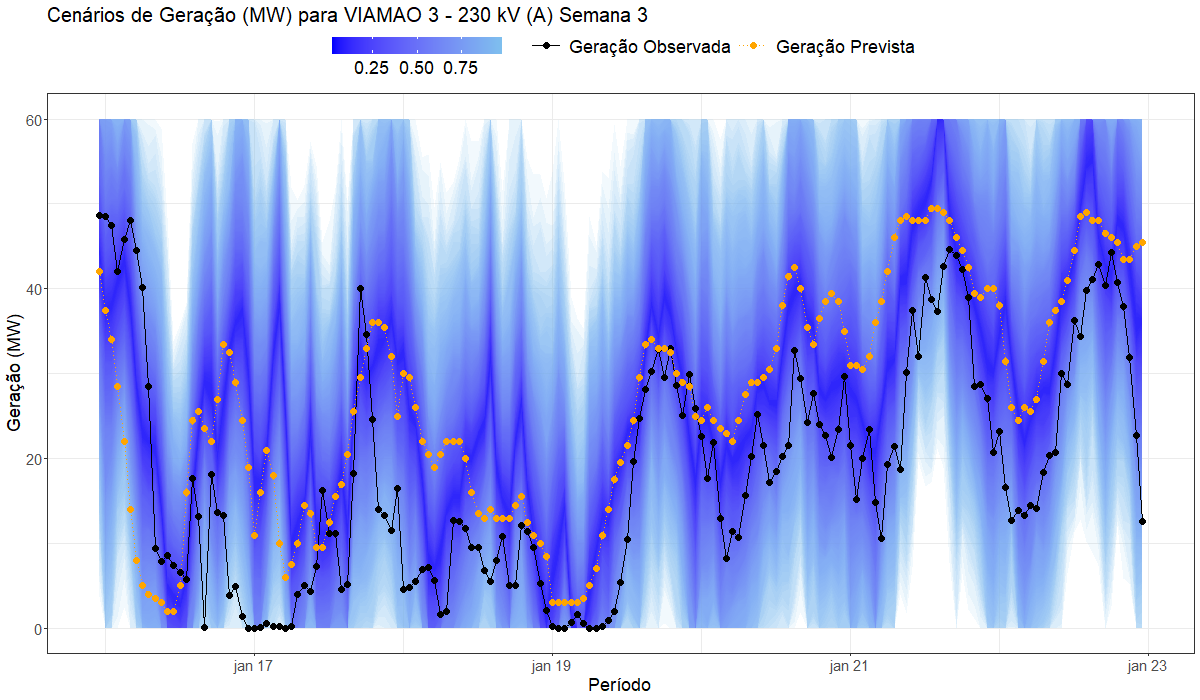 Cenários de Geração (MW) para VIAMAO 3 - 230 kV (A) Semana 3
0.25 0.50 0.75
Geração Observada
Geração Prevista
Geração (MW)
60
40
20
0
jan 17
jan 19
jan 21
jan 23
Período